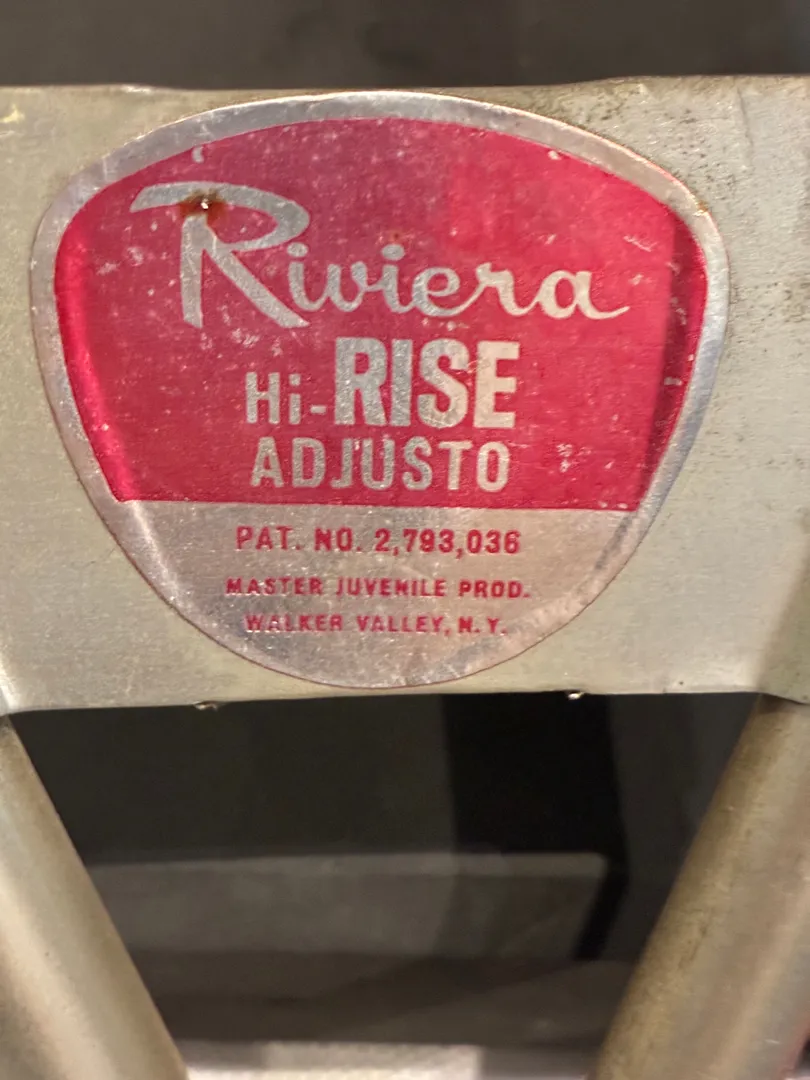 Riviera
Hi-RISE
ADJUSTO
PAT. NO. 2,793,036
MASTER JUVENILE PROD.
WALKER VALLEY, N.Y.